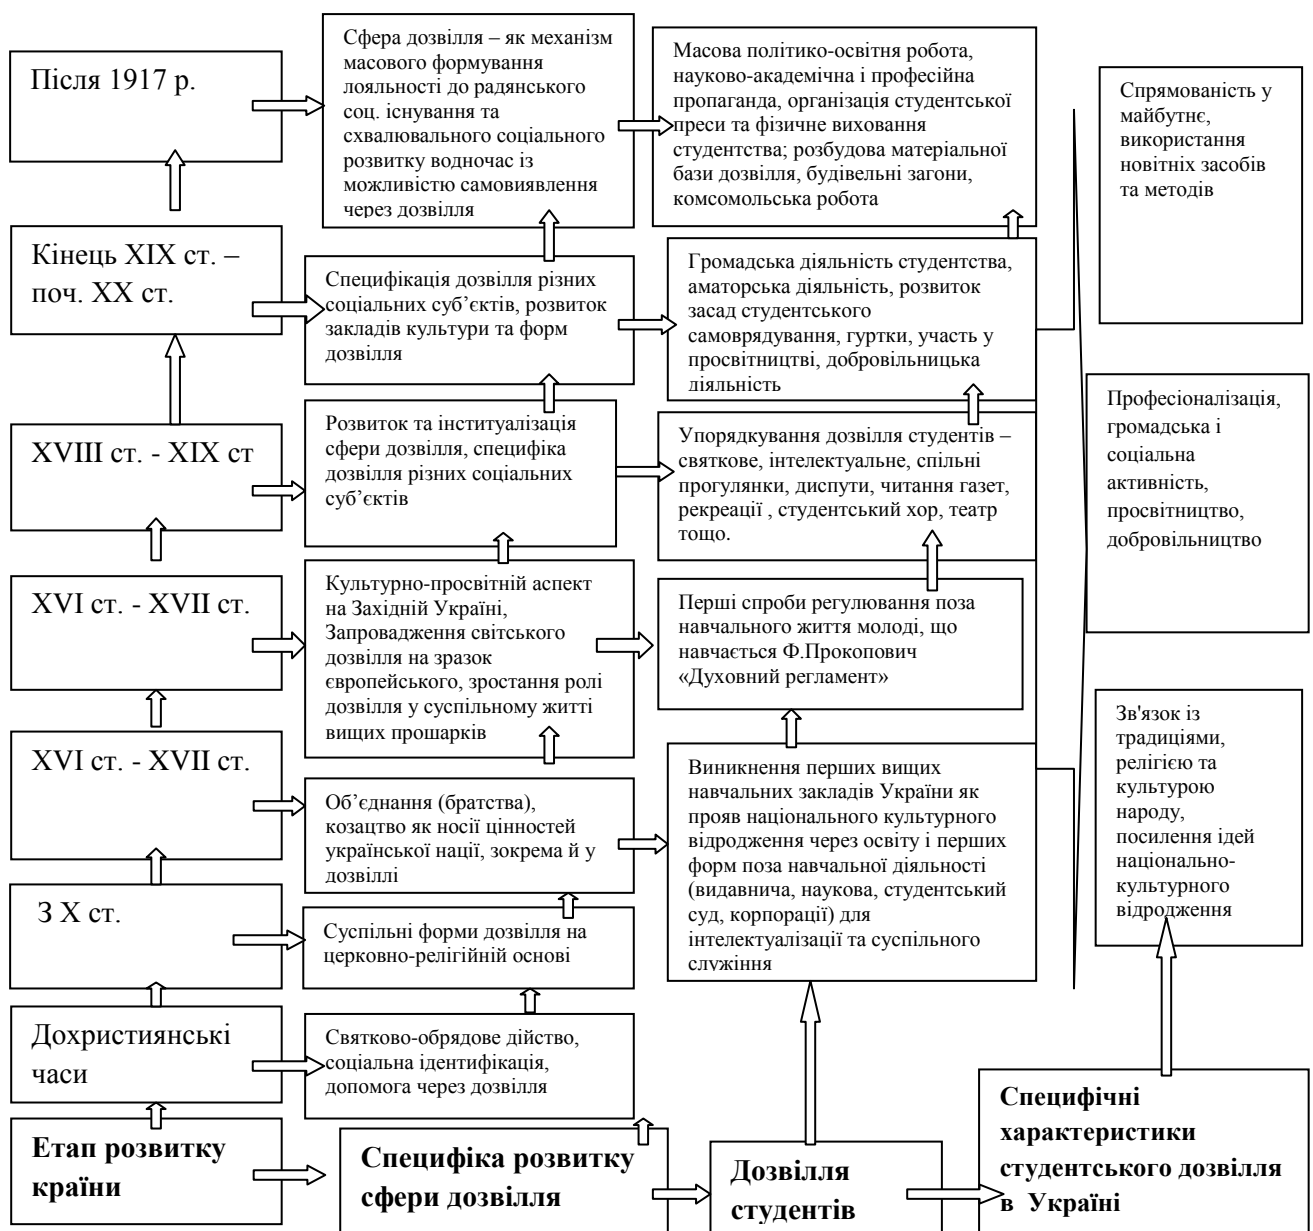 Після 1917 р.
Сфера дозвілля – як механізм
масового формування
лояльності до радянського
соц. існування та
схвалювального соціального
розвитку водночас із
можливістю самовиявлення
через дозвілля
Масова політико-освітня робота,
науково-академічна і професійна
пропаганда, організація студентської
преси та фізичне виховання
студентства; розбудова матеріальної
бази дозвілля, будівельні загони,
комсомольська робота
Спрямованість у
майбутнє,
використання
новітніх засобів
та методів
Кінець XIX ст. –
поч. XX ст.
Специфікація дозвілля різних
соціальних суб’єктів, розвиток
закладів культури та форм
дозвілля
Громадська діяльність студентства,
аматорська діяльність, розвиток
засад студентського
самоврядування, гуртки, участь у
просвітництві, добровільницька
діяльність
XVIII ст. - XIX ст
Розвиток та інституалізація
сфери дозвілля, специфіка
дозвілля різних соціальних
суб’єктів
Упорядкування дозвілля студентів –
святкове, інтелектуальне, спільні
прогулянки, диспути, читання газет,
рекреації , студентський хор, театр
тощо.
Професіоналізація,
громадська і
соціальна
активність,
просвітництво,
добровільництво
XVI ст. - XVII ст.
Культурно-просвітній аспект
на Західній Україні,
Запровадження світського
дозвілля на зразок
європейського, зростання ролі
дозвілля у суспільному житті
вищих прошарків
Перші спроби регулювання поза
навчального життя молоді, що
навчається Ф.Прокопович
«Духовний регламент»
XVI ст. - XVII ст.
Об’єднання (братства),
козацтво як носії цінностей
української нації, зокрема й у
дозвіллі
Виникнення перших вищих
навчальних закладів України як
прояв національного культурного
відродження через освіту і перших
форм поза навчальної діяльності
(видавнича, наукова, студентський
суд, корпорації) для
інтелектуалізації та суспільного
служіння
Зв'язок із
традиціями,
релігією та
культурою
народу,
посилення ідей
національно-
культурного
відродження
З X ст.
Суспільні форми дозвілля на
церковно-релігійній основі
Дохристиянські
часи
Святково-обрядове дійство,
соціальна ідентифікація,
допомога через дозвілля
Етап розвитку
країни
Специфіка розвитку
сфери дозвілля
Дозвілля
студентів
Специфічні
характеристики
студентського дозвілля
в Україні